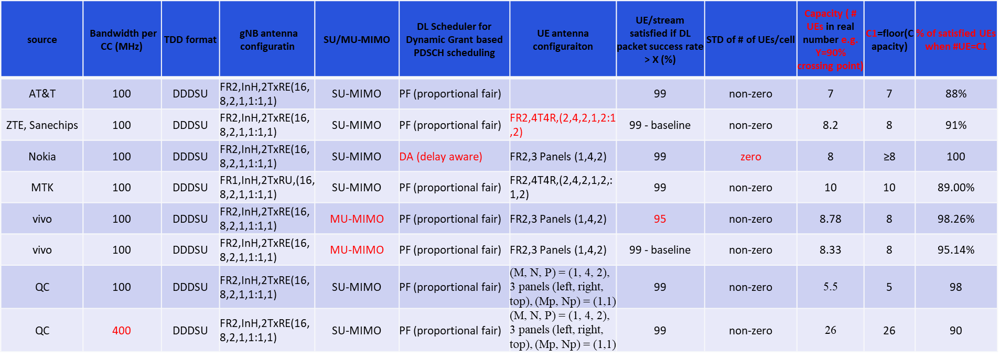 source
Bandwidth per
CC (MHz)
TDD format
gNB antenna
configuratin
SU/MU-MIMO
DL Scheduler for
Dynamic Grant based
PDSCH scheduling
UE antenna
configuraiton
UE/stream
satisfied if DL
packet success rate
> X (%)
STD of # of UEs/cell
Capacity ( #
UEs in real
number e.g.
Y=90%
crossing point)
C1=floor(C
apacity)
% of satisfied UEs
when #UE=C1
AT&T
100
DDDSU
FR2,InH,2TxRE(16,
8,2,1,1:1,1)
SU-MIMO
PF (proportional fair)
99
non-zero
7
7
88%
ZTE, Sanechips
100
DDDSU
FR2,InH,2TxRE(16,
8,2,1,1:1,1)
SU-MIMO
PF (proportional fair)
FR2,4T4R,(2,4,2,1,2:1
,2)
99 - baseline
non-zero
8.2
8
91%
Nokia
100
DDDSU
FR2,InH,2TxRE(16,
8,2,1,1:1,1)
SU-MIMO
DA (delay aware)
FR2,3 Panels (1,4,2)
99
zero
8
≥8
100
MTK
100
DDDSU
FR1,InH,2TxRU,(16,
8,2,1,1:1,1)
SU-MIMO
PF (proportional fair)
FR2,4T4R,(2,4,2,1,2,:
1,2)
99
non-zero
10
10
89.00%
vivo
100
DDDSU
FR2,InH,2TxRE(16,
8,2,1,1:1,1)
MU-MIMO
PF (proportional fair)
FR2,3 Panels (1,4,2)
95
non-zero
8.78
8
98.26%
vivo
100
DDDSU
FR2,InH,2TxRE(16,
8,2,1,1:1,1)
MU-MIMO
PF (proportional fair)
FR2,3 Panels (1,4,2)
99 - baseline
non-zero
8.33
8
95.14%
QC
100
DDDSU
FR2,InH,2TxRE(16,
8,2,1,1:1,1)
SU-MIMO
PF (proportional fair)
(M, N, P) = (1, 4, 2),
3 panels (left, right,
top), (Mp, Np) = (1,1)
99
non-zero
5.5
5
98
QC
400
DDDSU
FR2,InH,2TxRE(16,
8,2,1,1:1,1)
SU-MIMO
PF (proportional fair)
(M, N, P) = (1, 4, 2),
3 panels (left, right,
top), (Mp, Np) = (1,1)
99
non-zero
26
26
90